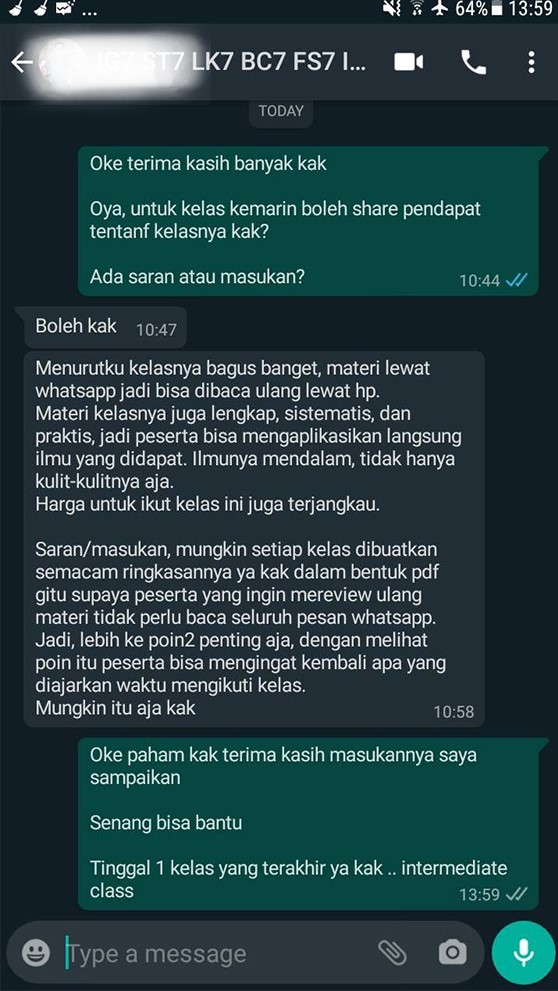 64% 13:59
ST7 LK7 BC7 FS7 I...
TODAY
Oke terima kasih banyak kak
Oya, untuk kelas kemarin boleh share pendapat
tentanf kelasnya kak?
Ada saran atau masukan?
10:44
Boleh kak 10:47
Menurutku kelasnya bagus banget, materi lewat
whatsapp jadi bisa dibaca ulang lewat hp.
Materi kelasnya juga lengkap, sistematis, dan
praktis, jadi peserta bisa mengaplikasikan langsung
ilmu yang didapat. Ilmunya mendalam, tidak hanya
kulit-kulitnya aja.
Harga untuk ikut kelas ini juga terjangkau.
Saran/masukan, mungkin setiap kelas dibuatkan
semacam ringkasannya ya kak dalam bentuk pdf
gitu supaya peserta yang ingin mereview ulang
materi tidak perlu baca seluruh pesan whatsapp.
Jadi, lebih ke poin2 penting aja, dengan melihat
poin itu peserta bisa mengingat kembali apa yang
diajarkan waktu mengikuti kelas.
Mungkin itu aja kak
10:58
Oke paham kak terima kasih masukannya saya
sampaikan
Senang bisa bantu
Tinggal 1 kelas yang terakhir ya kak .. intermediate
class
13:59
Type a message